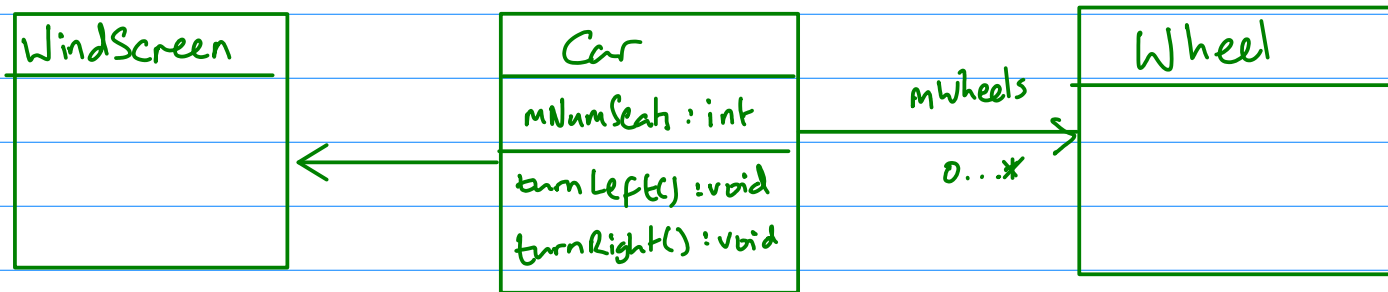 WindScreen
Car
mNumSeats : int
turnLeft() : void
turnRight() : void
mWheels
0...*
Wheel